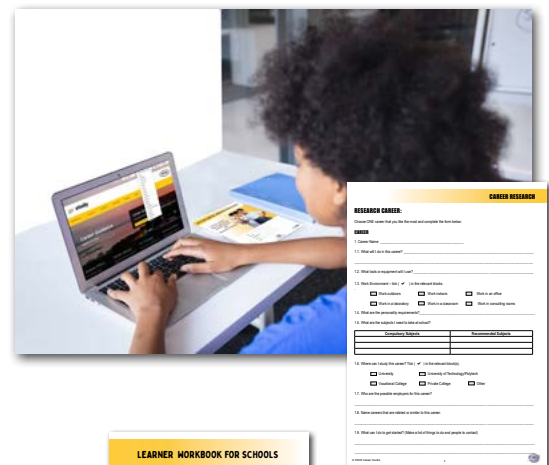 study
Career Guidance
CAREER RESEARCH
RESEARCH CAREER:
Choose ONE career that you like the most and complete the form below:
CAREER
1. Career Name:
1.1. What will I do in this career?
1.2. What tools or equipment will I use?
1.3. Work Environment – tick ( ✓ ) in the relevant blocks
Work outdoors Work indoors Work in an office
Work in a laboratory Work in a classroom Work in consulting rooms
1.4. What are the personality requirements?
1.5. What are the subjects I need to take at school?
Compulsory Subjects Recommended Subjects
1.6. Where can I study this career? Tick ( ✓ ) in the relevant block(s).
University University of Technology/Polytech
Vocational College Private College Other
1.7. Who are the possible employers for this career?
1.8. Name careers that are related or similar to this career:
1.9. What can I do to get started? (Make a list of things to do and people to contact)
LEARNER WORKBOOK FOR SCHOOLS